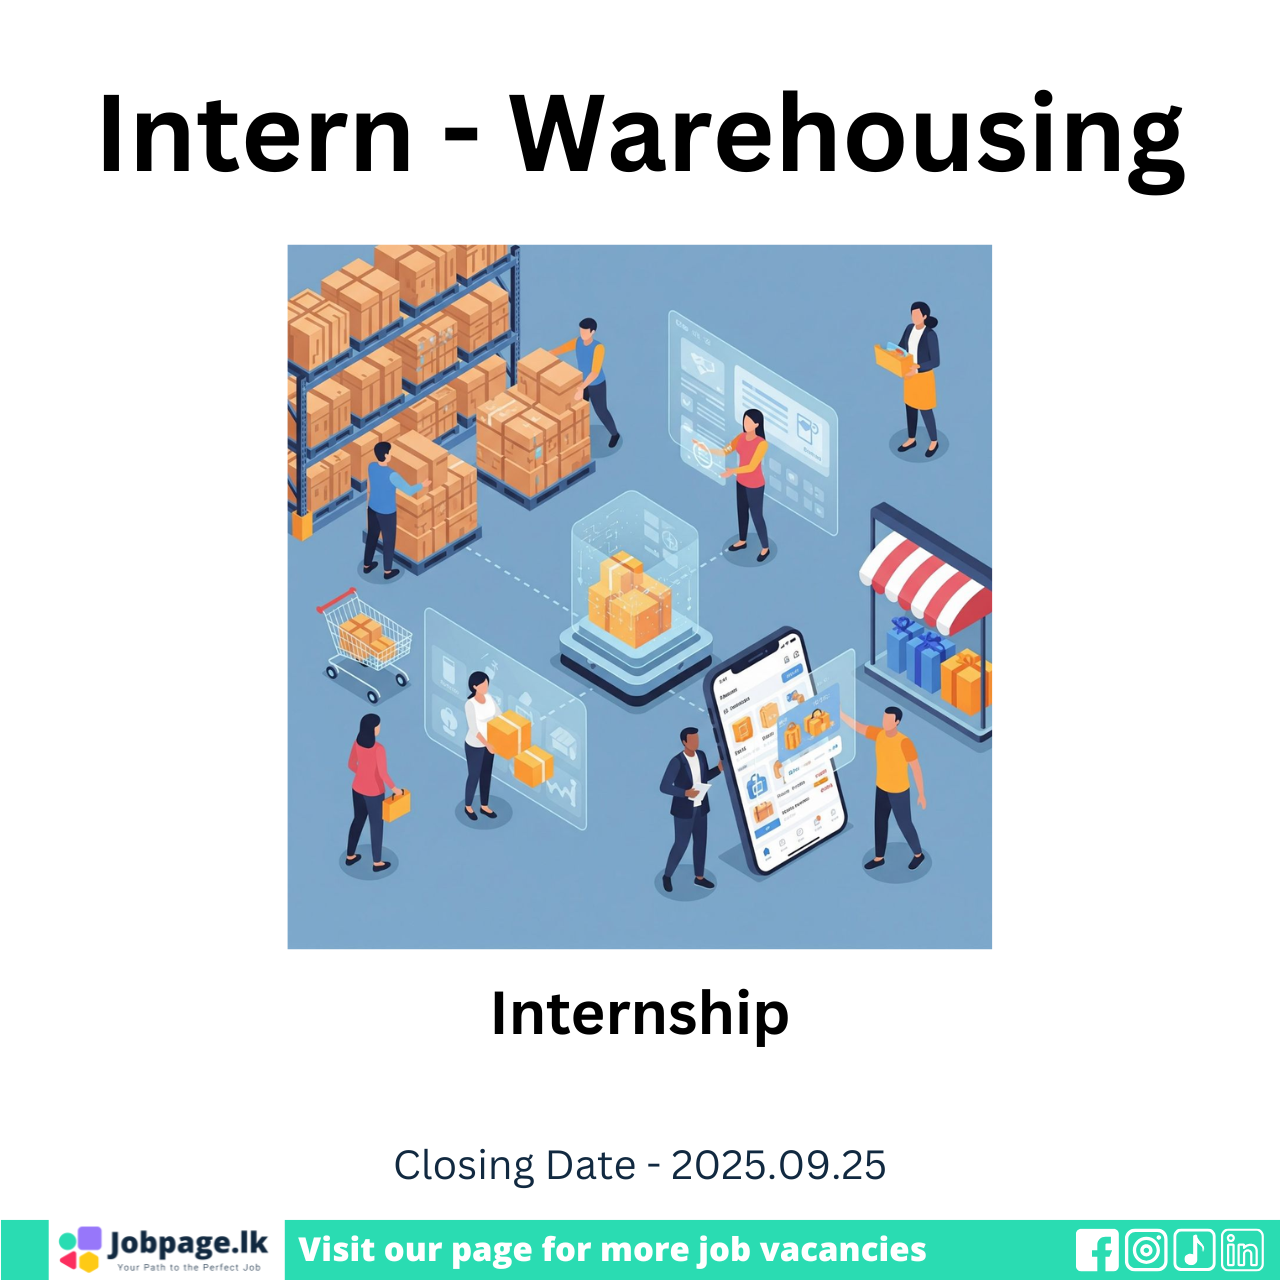 Intern - Warehousing
Internship
Closing Date - 2025.09.25
Jobpage.lk
Your Path to the Perfect Job
Visit our page for more job vacancies